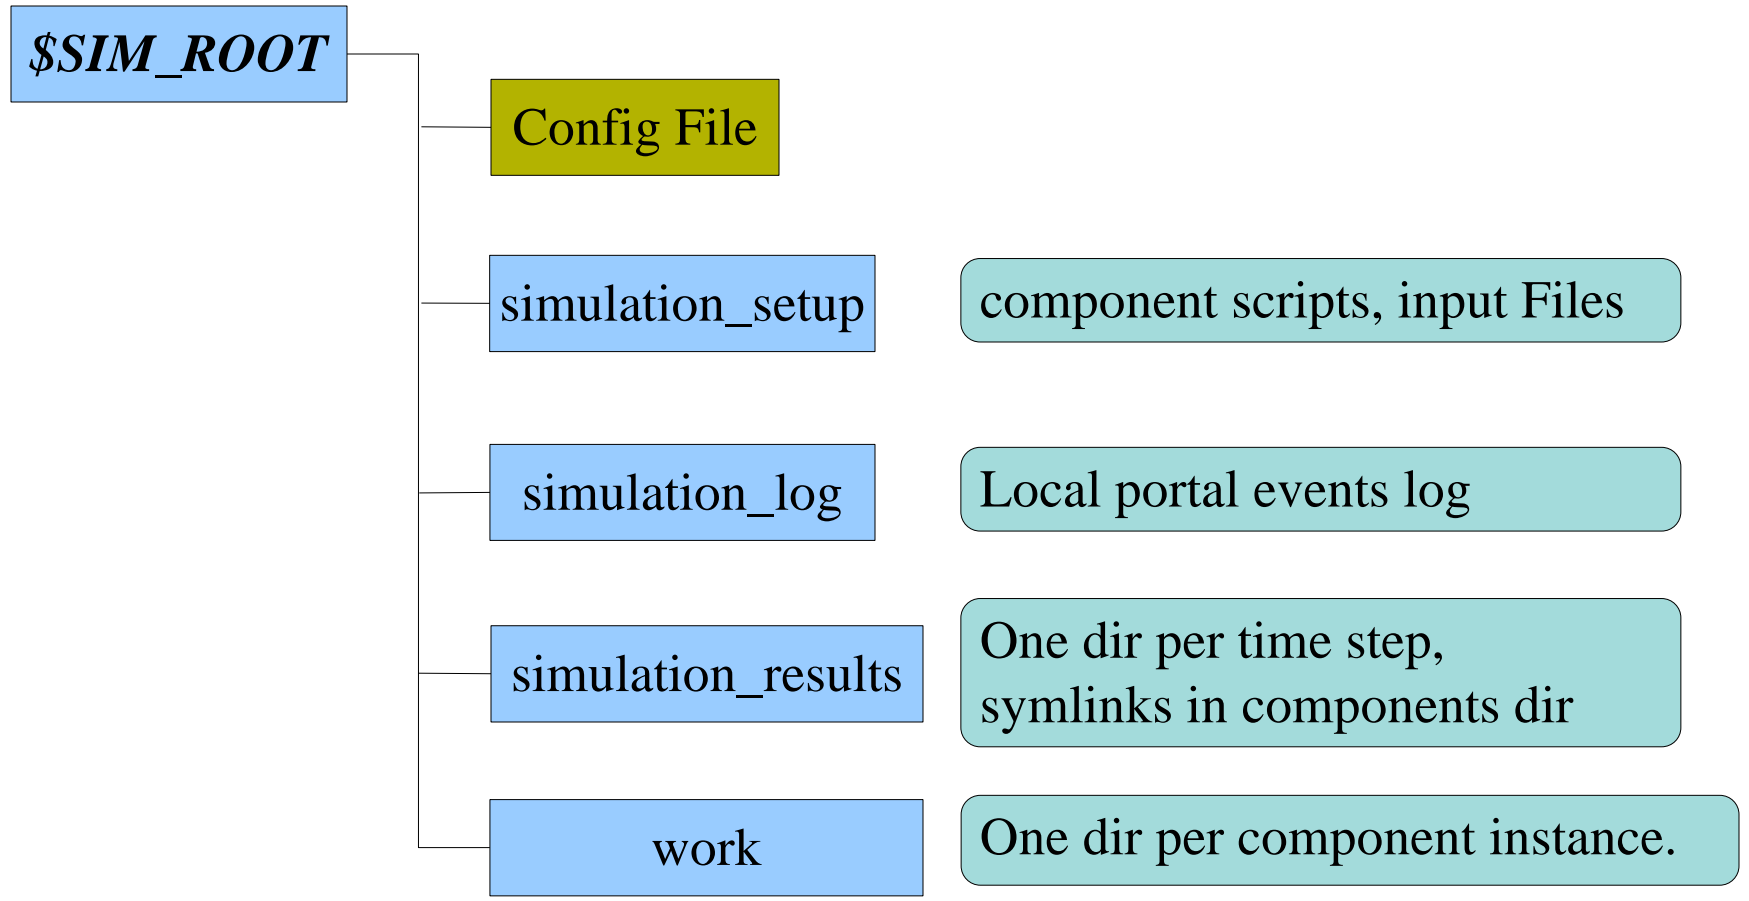 $SIM_ROOT
Config File
simulation_setup
component scripts, input Files
simulation_log
Local portal events log
simulation_results
One dir per time step,
symlinks in components dir
work
One dir per component instance.